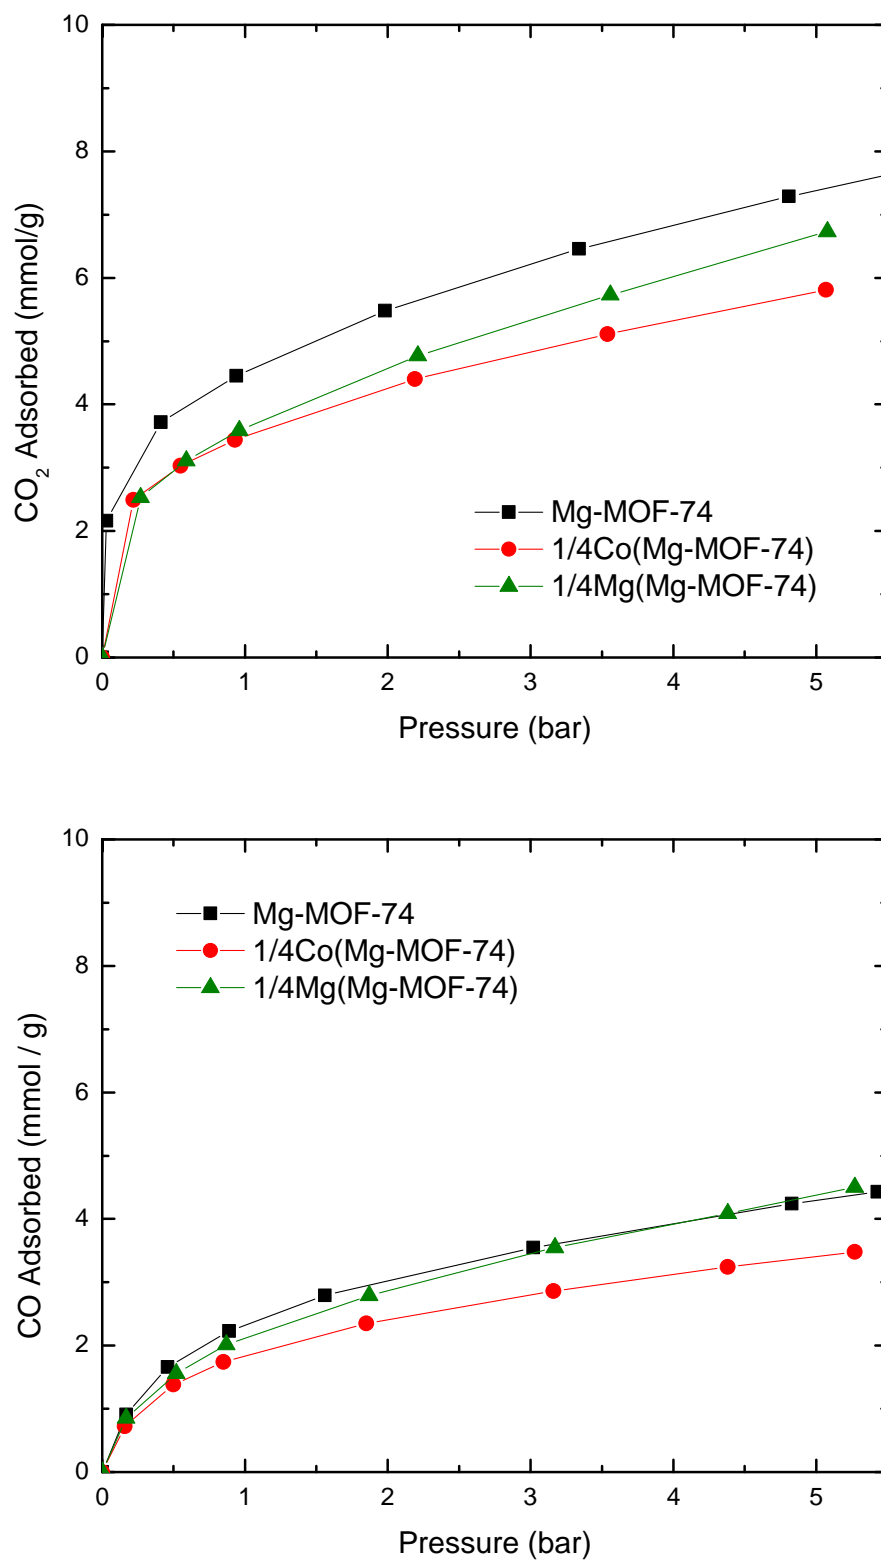 10
8
6
4
2
0
CO₂ Adsorbed (mmol/g)
Mg-MOF-74
1/4Co(Mg-MOF-74)
1/4Mg(Mg-MOF-74)
0 1 2 3 4 5
Pressure (bar)
10
8
6
4
2
0
CO Adsorbed (mmol / g)
Mg-MOF-74
1/4Co(Mg-MOF-74)
1/4Mg(Mg-MOF-74)
0 1 2 3 4 5
Pressure (bar)